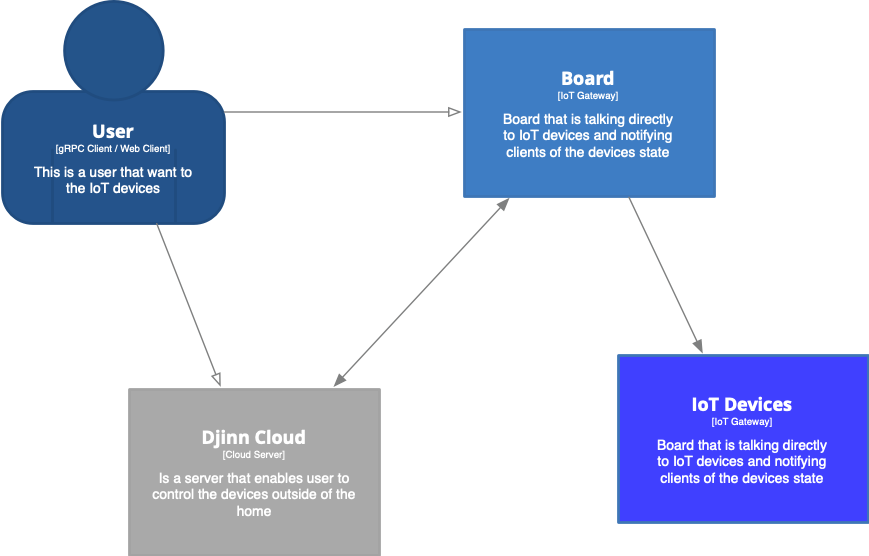 User
[gRPC Client / Web Client]
This is a user that want to
the IoT devices
Board
[IoT Gateway]
Board that is talking directly
to IoT devices and notifying
clients of the devices state
Djinn Cloud
[Cloud Server]
Is a server that enables user to
control the devices outside of the
home
IoT Devices
[IoT Gateway]
Board that is talking directly
to IoT devices and notifying
clients of the devices state